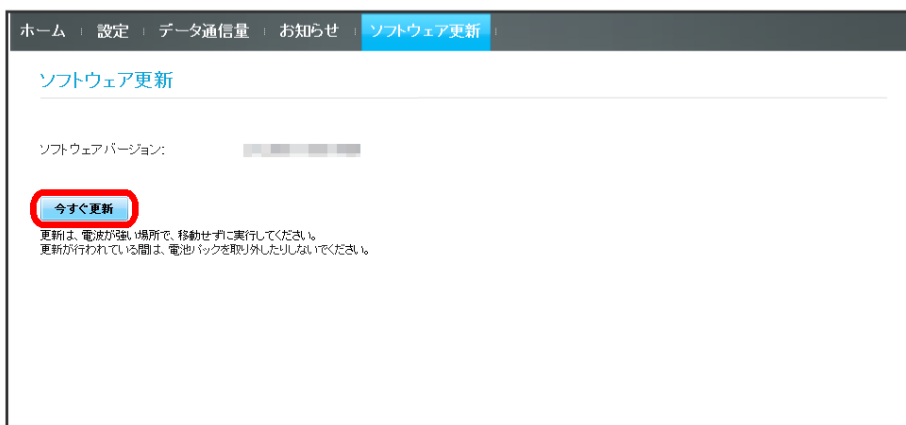 ホーム 設定 データ通信量 お知らせ ソフトウェア更新
ソフトウェア更新
ソフトウェアバージョン:
今すぐ更新
更新は、電波が強い場所で、移動せずに実行してください。
更新が行われている間は、電池パックを取り外したりしないでください。